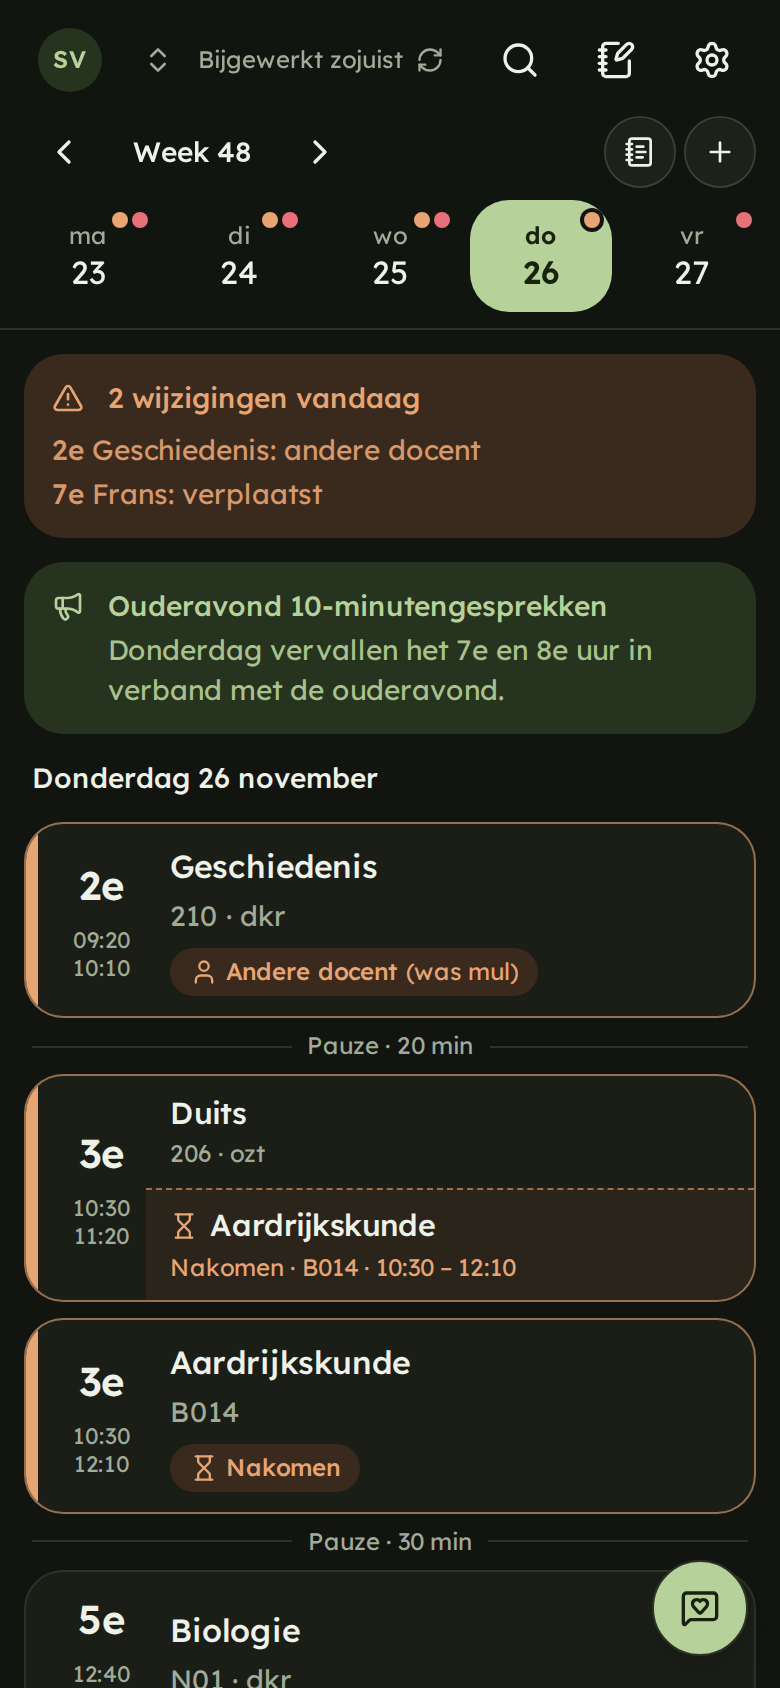 SV
Bijgewerkt zojuist
Week 48
ma di wo do vr
23 24 25 26 27
2 wijzigingen vandaag
2e Geschiedenis: andere docent
7e Frans: verplaatst
Ouderavond 10-minutengesprekken
Donderdag vervallen het 7e en 8e uur in
verband met de ouderavond.
Donderdag 26 november
2e
09:20
10:10
Geschiedenis
210 · dkr
Andere docent (was mul)
Pauze · 20 min
3e
10:30
11:20
Duits
206 · ozt
Aardrijkskunde
Nakomen · B014 · 10:30 – 12:10
3e
10:30
12:10
Aardrijkskunde
B014
Nakomen
Pauze · 30 min
5e
12:40
Biologie
N01 · dkr